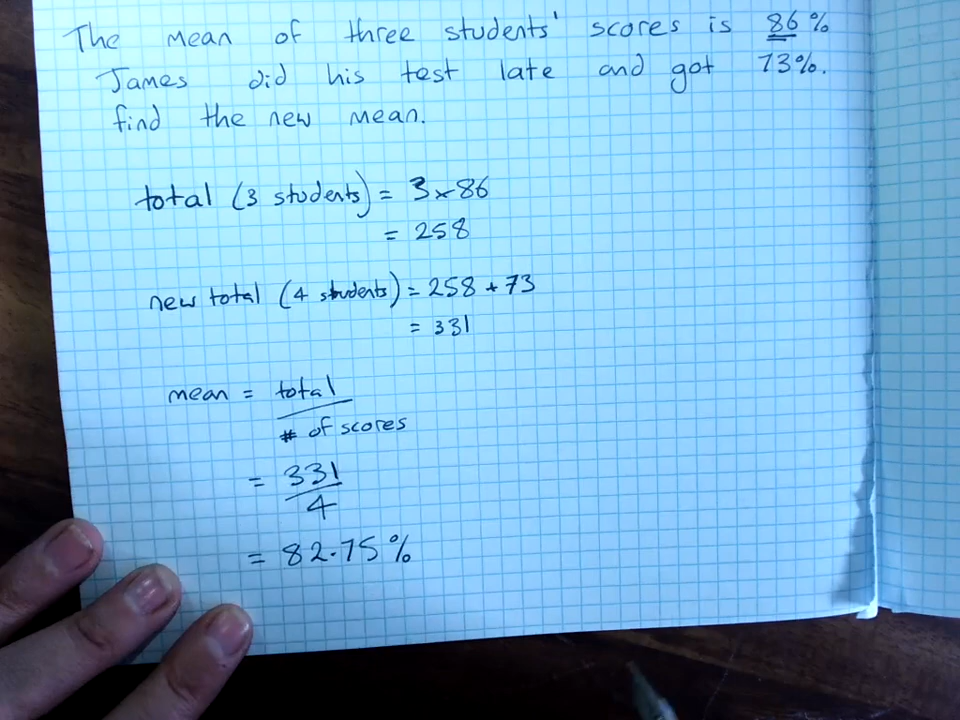 The mean of three students' scores is 86%
James did his test late and got 73%.
find the new mean.
total (3 students) = 3 × 86
= 258
new total (4 students) = 258 + 73
= 331
mean = total
# of scores
= 331
4
= 82.75%